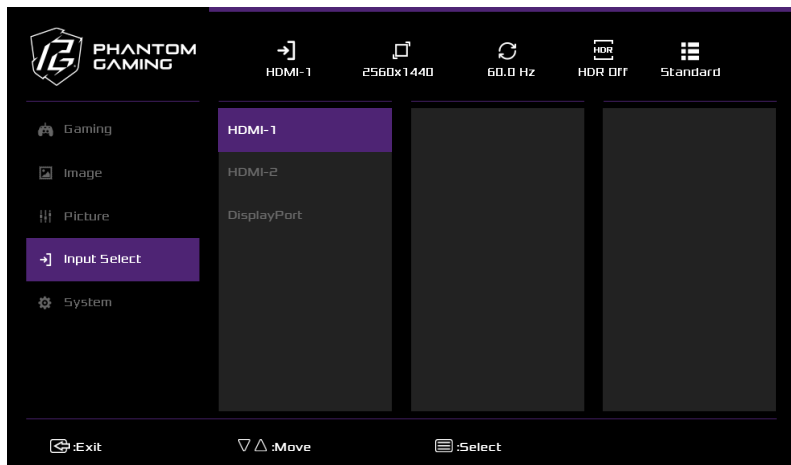 PHANTOM GAMING
HDMI-1
2560x1440
60.0 Hz
HDR
HDR Off
Standard
Gaming
Image
Picture
Input Select
System
HDMI-1
HDMI-2
DisplayPort
:Exit
:Move
:Select